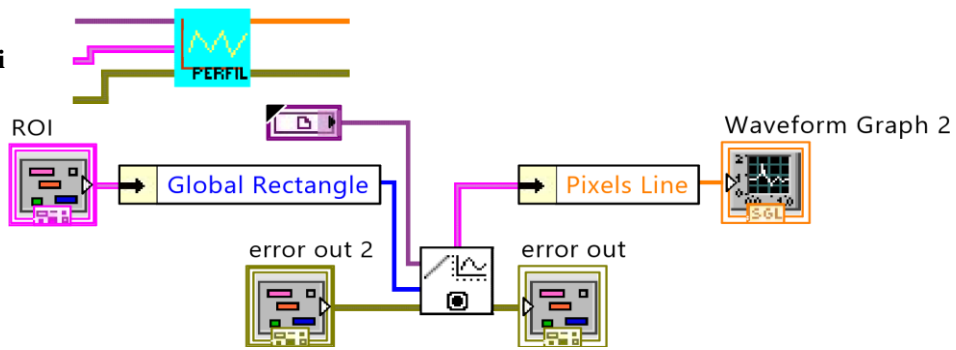 i
PERFIL
ROI
Global Rectangle
Pixels Line
Waveform Graph 2
SGL
error out 2
error out